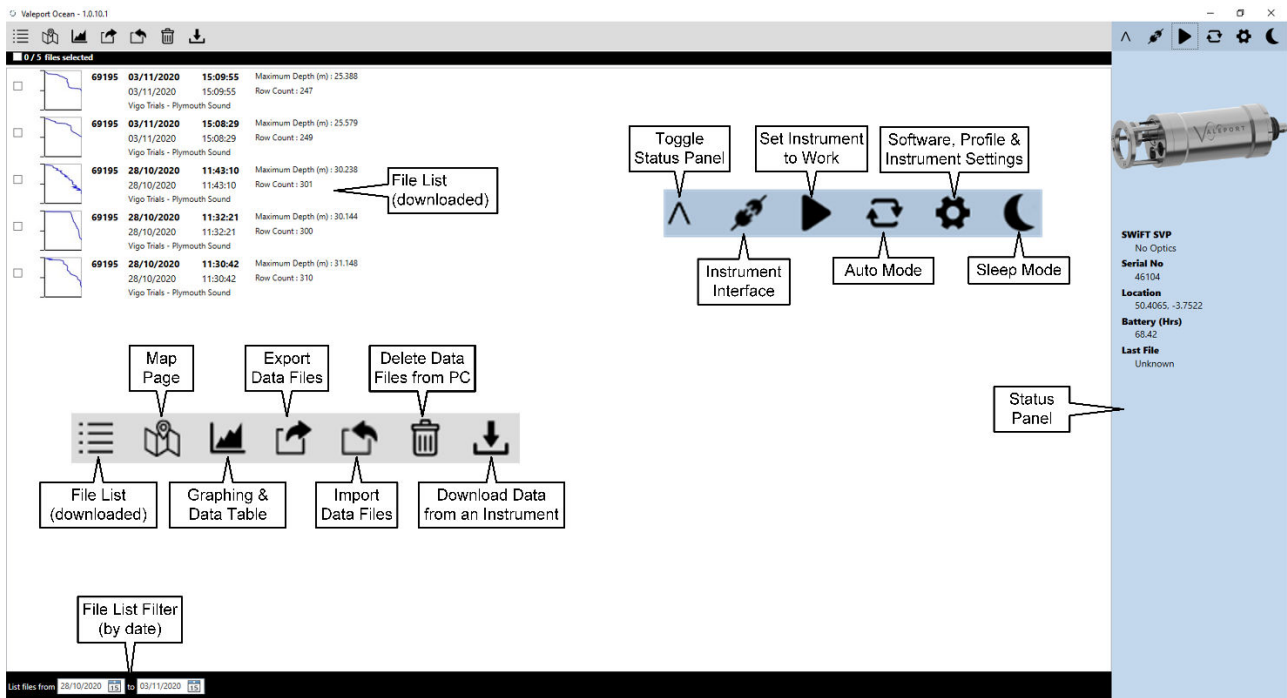 Valeport Ocean - 1.0.10.1
0 / 5 files selected
69195 03/11/2020 15:09:55 Maximum Depth (m) : 25.388
03/11/2020 15:09:55 Row Count : 247
Vigo Trials - Plymouth Sound
69195 03/11/2020 15:08:29 Maximum Depth (m) : 25.579
03/11/2020 15:08:29 Row Count : 249
Vigo Trials - Plymouth Sound
69195 28/10/2020 11:43:10 Maximum Depth (m) : 30.238
28/10/2020 11:43:10 Row Count : 301
Vigo Trials - Plymouth Sound
69195 28/10/2020 11:32:21 Maximum Depth (m) : 30.144
28/10/2020 11:32:21 Row Count : 300
Vigo Trials - Plymouth Sound
69195 28/10/2020 11:30:42 Maximum Depth (m) : 31.148
28/10/2020 11:30:42 Row Count : 310
Vigo Trials - Plymouth Sound
File List
(downloaded)
Toggle
Status Panel
Set Instrument
to Work
Software, Profile &
Instrument Settings
Instrument
Interface
Auto Mode
Sleep Mode
VALEPORT
SWiFT SVP
No Optics
Serial No
46104
Location
50.4065, -3.7522
Battery (Hrs)
68.42
Last File
Unknown
Status
Panel
Map
Page
Export
Data Files
Delete Data
Files from PC
File List
(downloaded)
Graphing &
Data Table
Import
Data Files
Download Data
from an Instrument
File List Filter
(by date)
List files from 28/10/2020 15 to 03/11/2020 15